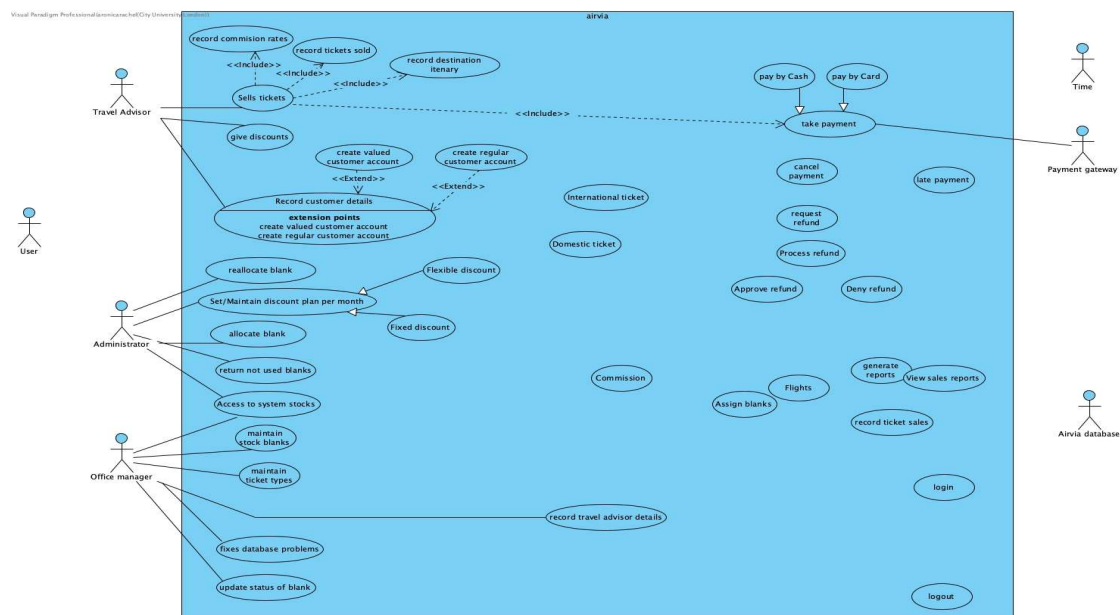 Visual Paradigm Professional(aronicarachel(City University London))
airvia
record commision rates
record tickets sold
record destination
itenary
<<Include>>
<<Include>>
<<Include>>
Sells tickets
<<Include>>
pay by Cash
pay by Card
take payment
Travel Advisor
Time
Payment gateway
give discounts
create valued
customer account
create regular
customer account
<<Extend>>
<<Extend>>
Record customer details
extension points
create valued customer account
create regular customer account
cancel
payment
late payment
International ticket
request
refund
Domestic ticket
Process refund
User
reallocate blank
Flexible discount
Approve refund
Deny refund
Set/Maintain discount plan per month
Fixed discount
allocate blank
Administrator
return not used blanks
Commission
generate
reports
View sales reports
Flights
Access to system stocks
Assign blanks
record ticket sales
Airvia database
maintain
stock blanks
Office manager
maintain
ticket types
login
record travel advisor details
fixes database problems
update status of blank
logout